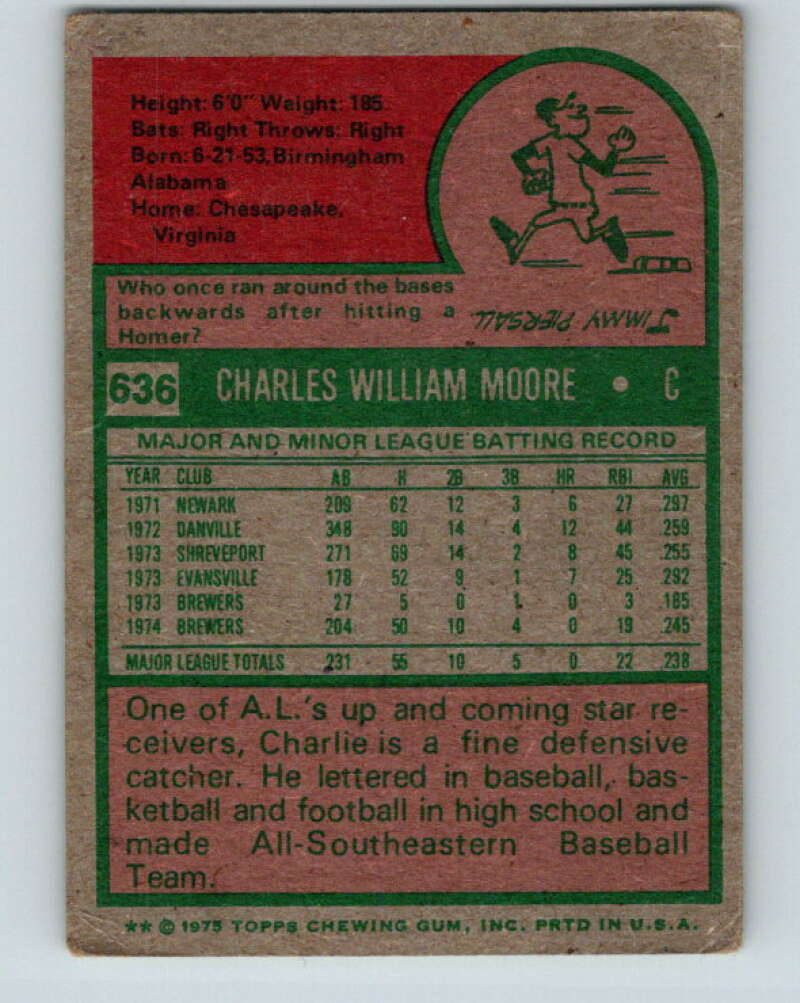 Height: 6'0" Weight: 185
Bats: Right Throws: Right
Born: 6-21-53, Birmingham
Alabama
Home: Chesapeake,
Virginia
Who once ran around the bases
backwards after hitting a
Homer?
JIMMY PIERSALL.
636 CHARLES WILLIAM MOORE • C
MAJOR AND MINOR LEAGUE BATTING RECORD
YEAR CLUB AB H 2B 3B HR RBI AVG
1971 NEWARK 209 62 12 3 6 27 .297
1972 DANVILLE 348 90 14 4 12 44 .259
1973 SHREVEPORT 271 69 14 2 8 45 .255
1973 EVANSVILLE 178 52 9 1 7 25 .292
1973 BREWERS 27 5 0 1 0 3 .185
1974 BREWERS 204 50 10 4 0 19 .245
MAJOR LEAGUE TOTALS 231 55 10 5 0 22 .238
One of A.L.'s up and coming star re-
ceivers, Charlie is a fine defensive
catcher. He lettered in baseball, bas-
ketball and football in high school and
made All-Southeastern Baseball
Team.
** © 1975 TOPPS CHEWING GUM, INC. PRTD IN U.S.A.